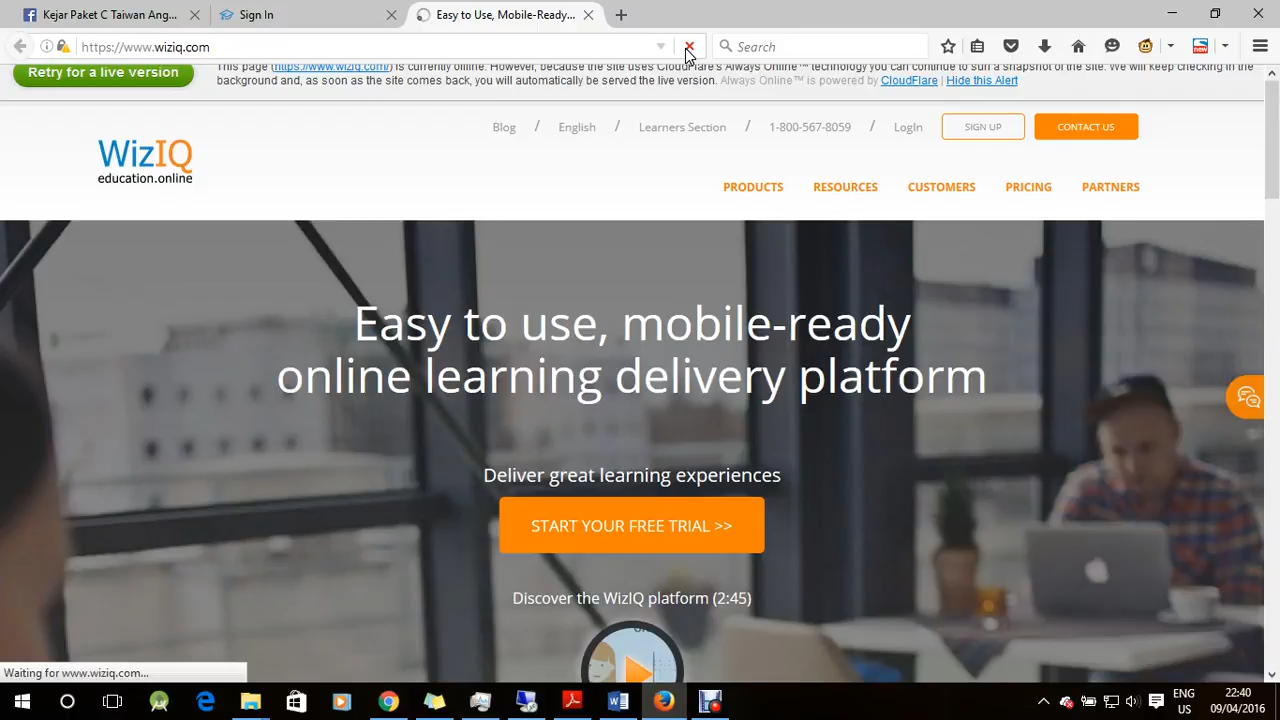 Kejar Paket C Taiwan Ang...
Sign In
Easy to Use, Mobile-Ready...
https://www.wiziq.com
Search
Retry for a live version
This page (https://www.wiziq.com/) is currently online. However, because the site uses CloudFlare's Always Online™ technology you can continue to surf a snapshot of the site. We will keep checking in the
background and, as soon as the site comes back, you will automatically be served the live version. Always Online™ is powered by CloudFlare | Hide this Alert
Blog / English / Learners Section / 1-800-567-8059 / LogIn SIGN UP CONTACT US
WizIQ
education.online
PRODUCTS RESOURCES CUSTOMERS PRICING PARTNERS
Easy to use, mobile-ready
online learning delivery platform
Deliver great learning experiences
START YOUR FREE TRIAL >>
Discover the WizIQ platform (2:45)
Waiting for www.wiziq.com...
ENG
US
22:40
09/04/2016